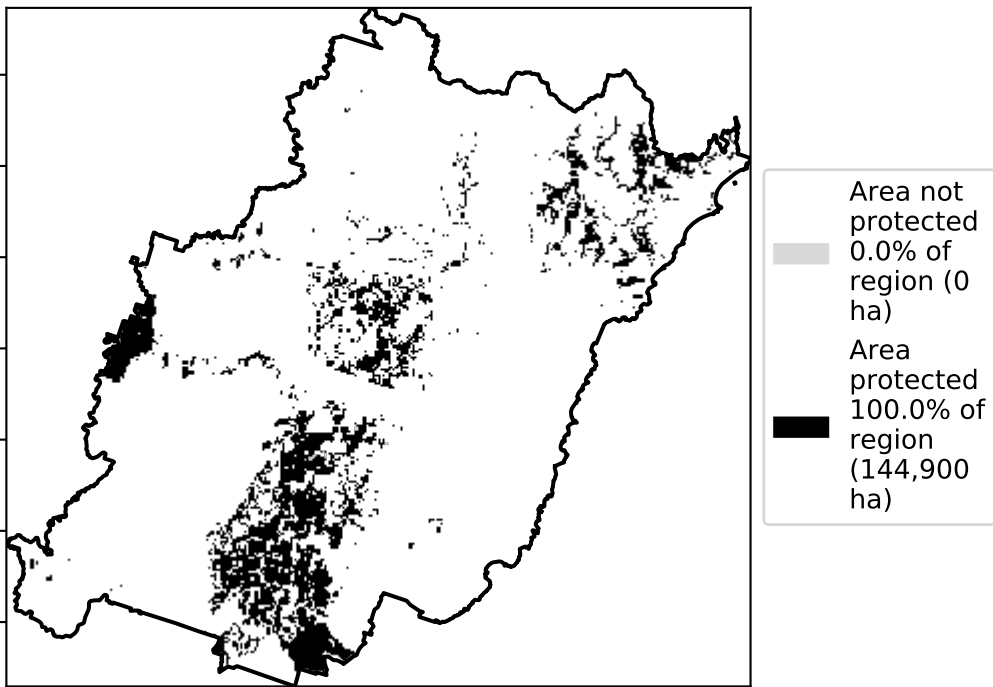 Area not
protected
0.0% of
region (0
ha)
Area
protected
100.0% of
region
(144,900
ha)